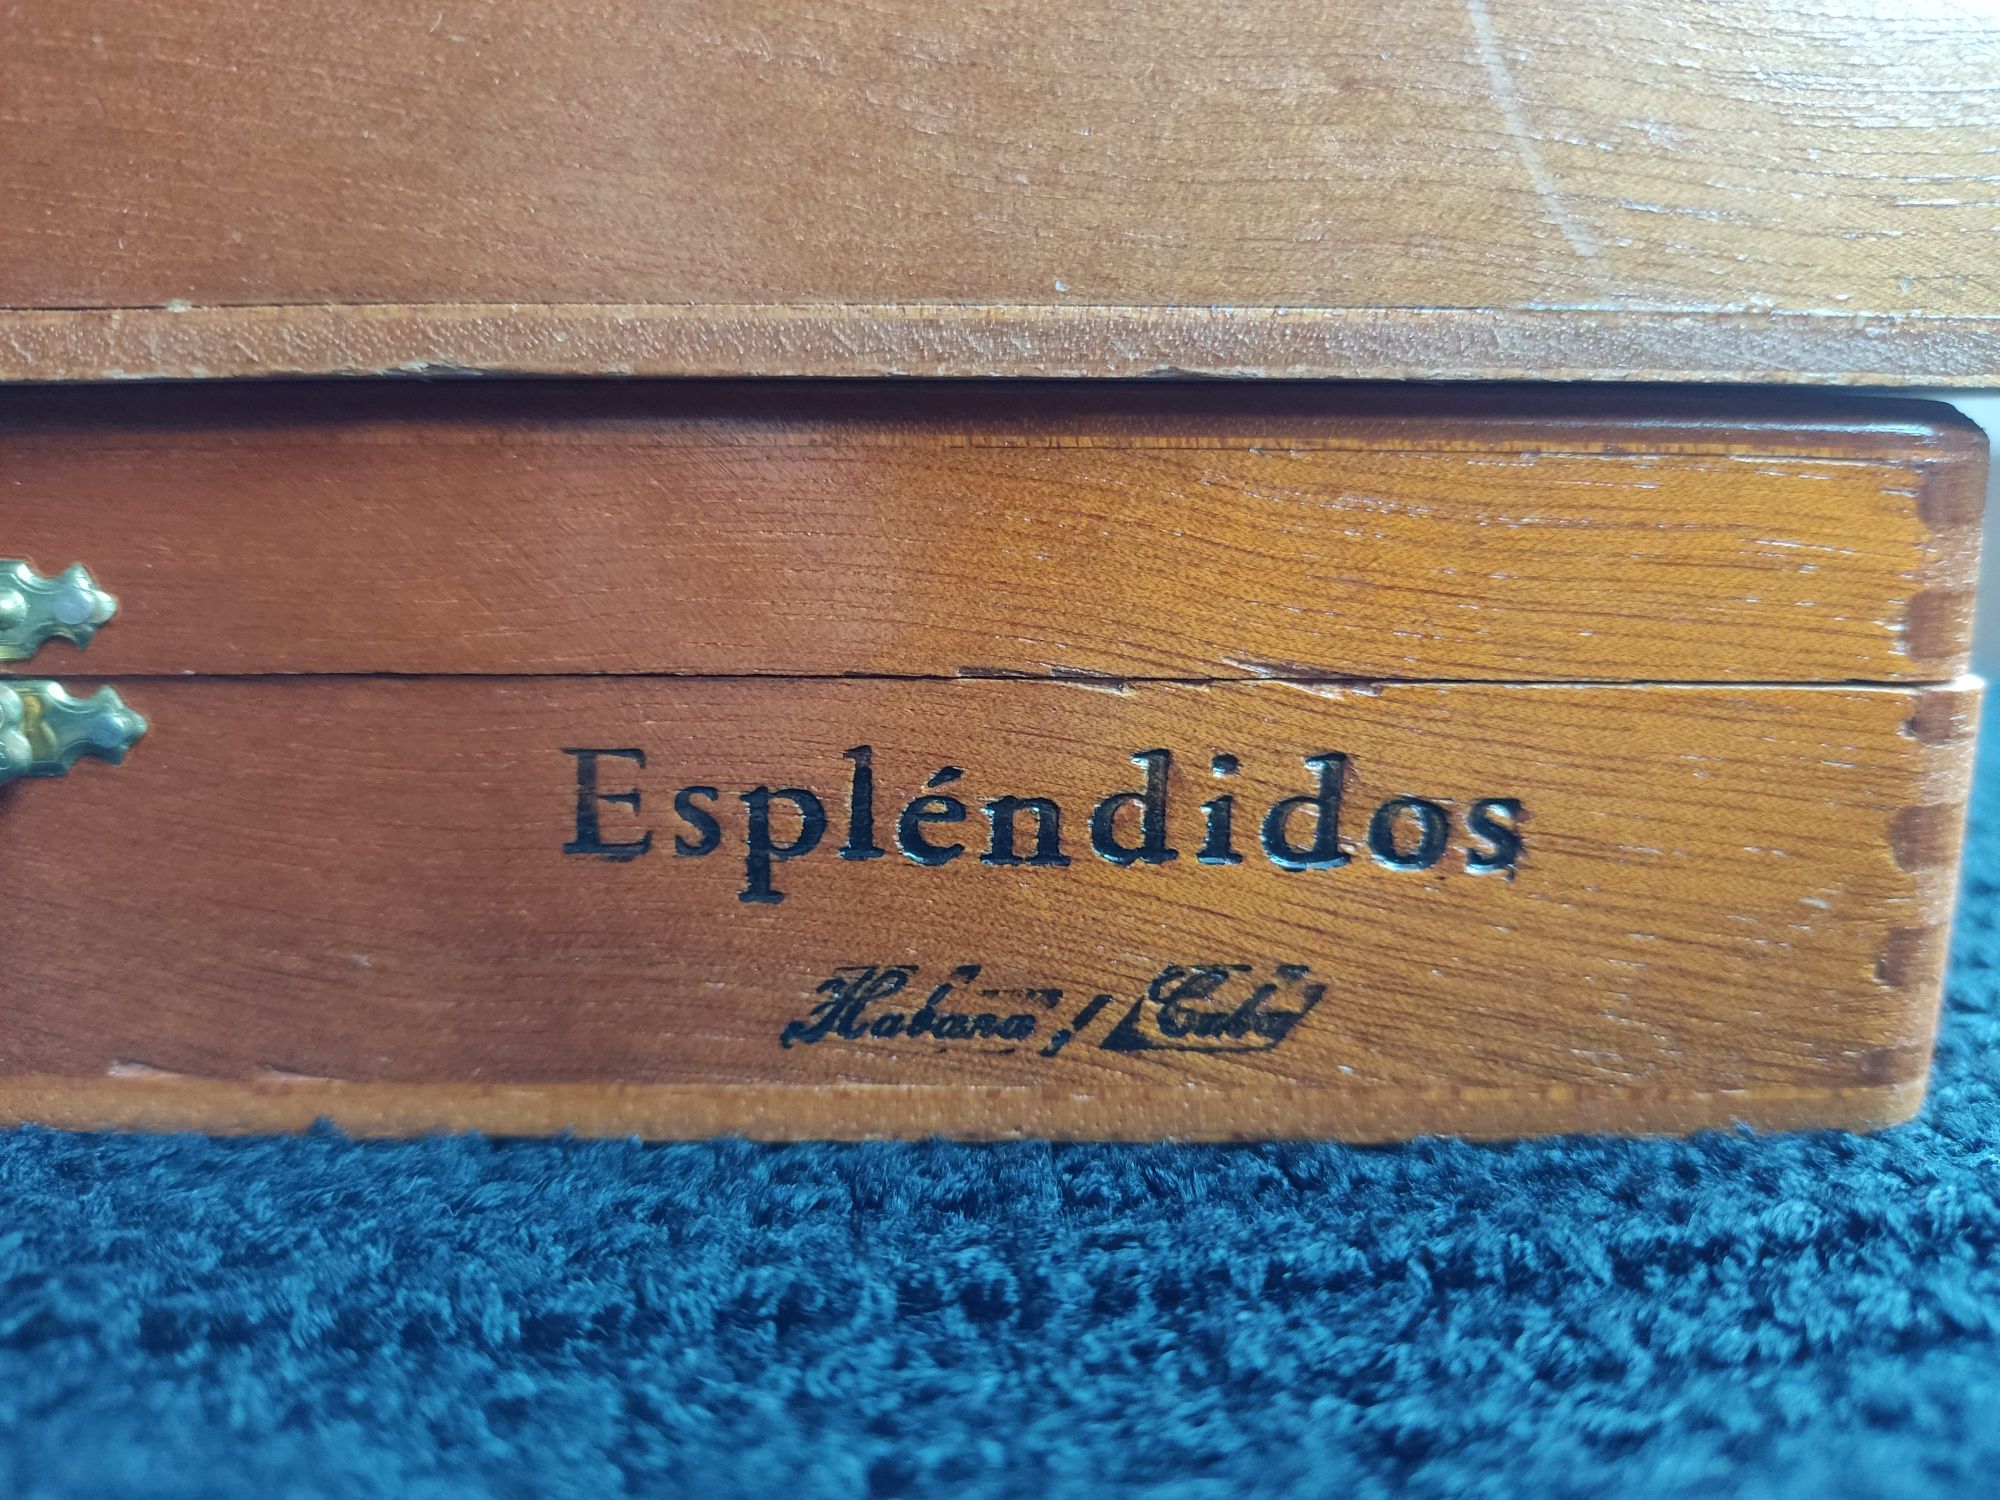 Espléndidos
Habana / Cuba